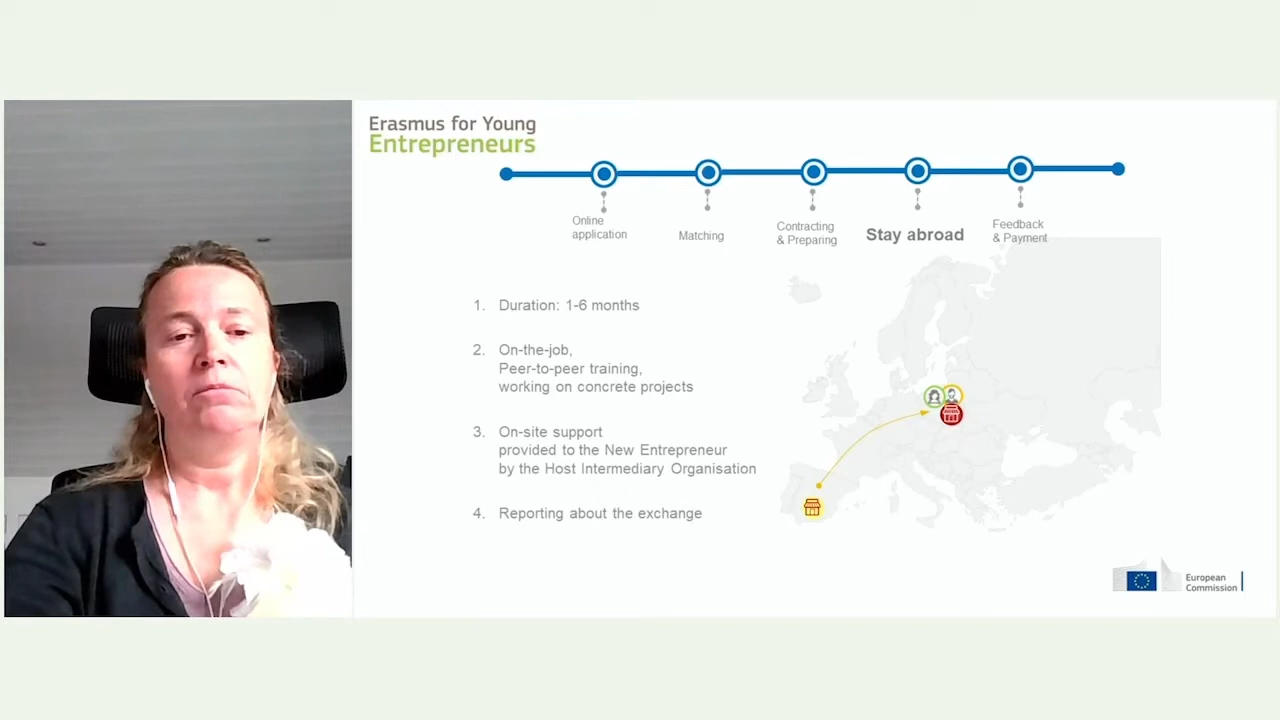 Erasmus for Young
Entrepreneurs
Online
application
Matching
Contracting
& Preparing
Stay abroad
Feedback
& Payment
1. Duration: 1-6 months
2. On-the-job,
Peer-to-peer training,
working on concrete projects
3. On-site support
provided to the New Entrepreneur
by the Host Intermediary Organisation
4. Reporting about the exchange
European
Commission